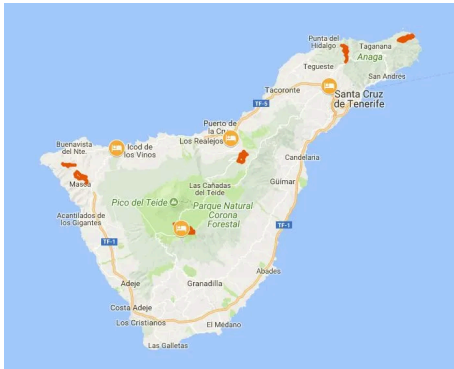 Punta del
Hidalgo
Taganana
Anaga
Tegueste
San Andres
Tacoronte
Santa Cruz
de Tenerife
TF-5
Puerto de
la Cruz
Los Realejos
Buenavista
del Nte.
Icod de
los Vinos
Candelaria
Masca
Las Cañadas
del Teide
Güímar
Pico del Teide
Parque Natural
Corona
Forestal
Acantilados de
los Gigantes
TF-1
TF-1
Abades
Adeje
Granadilla
Costa Adeje
Los Cristianos
El Médano
Las Galletas